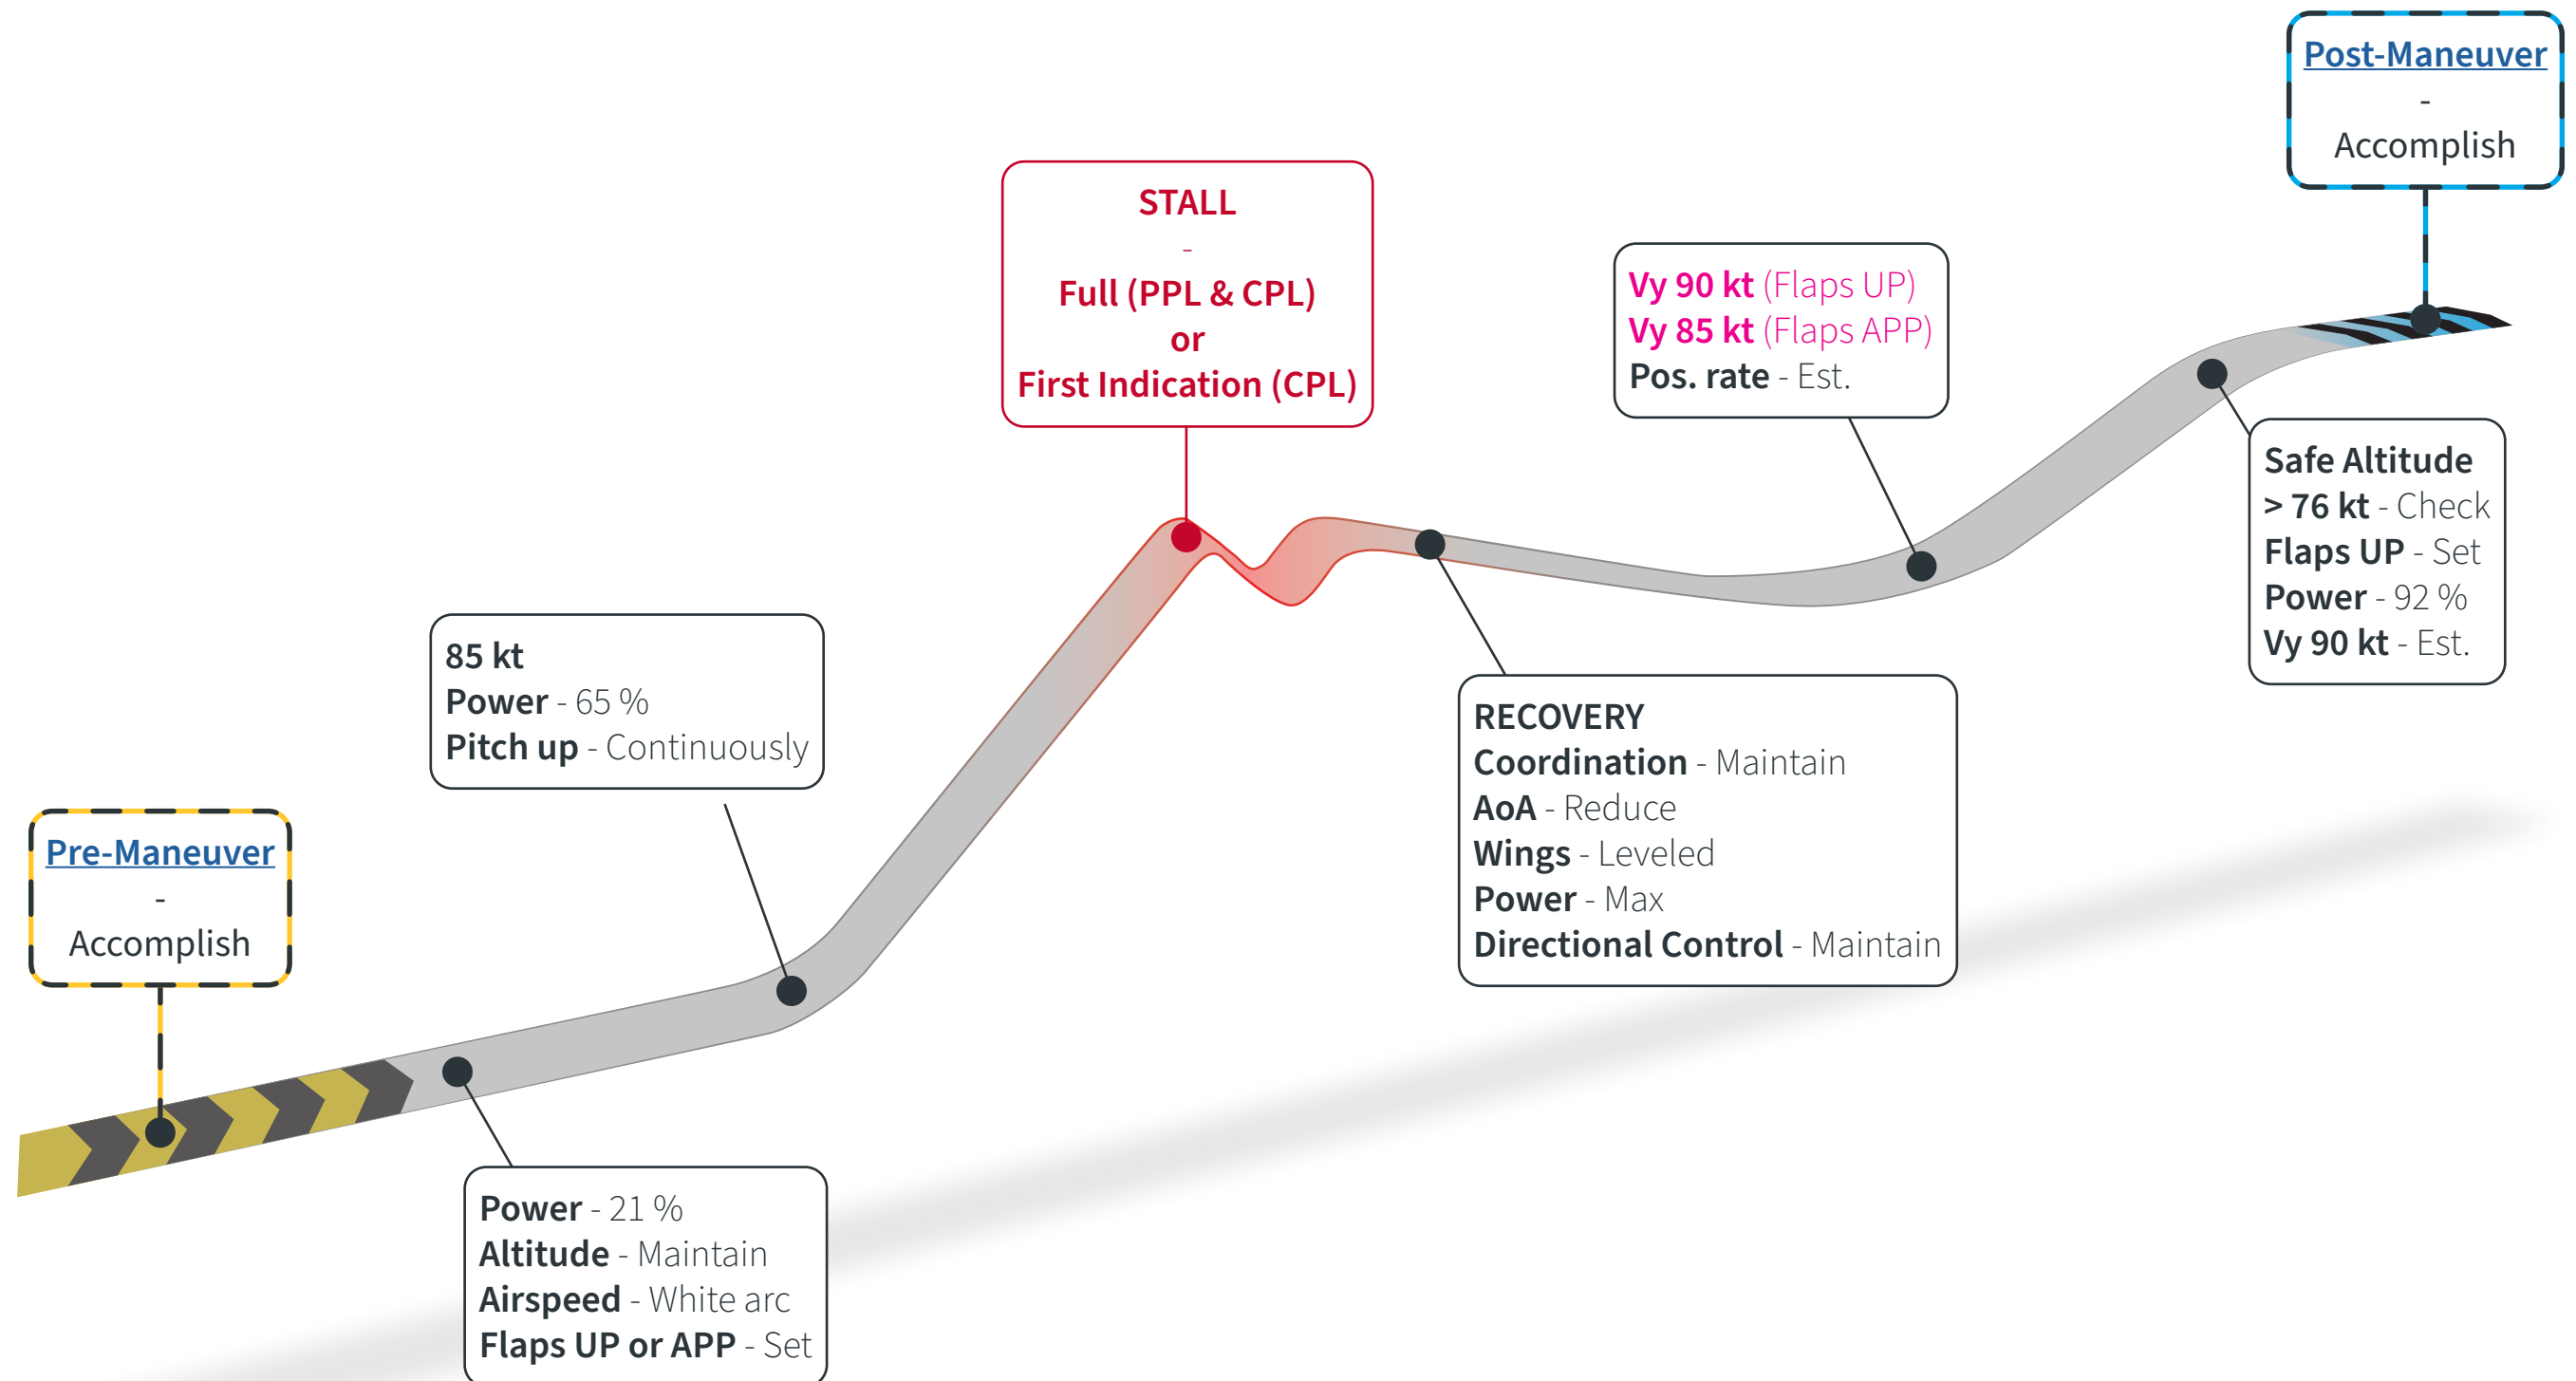 Pre-Maneuver
-
Accomplish
Power - 21 %
Altitude - Maintain
Airspeed - White arc
Flaps UP or APP - Set
85 kt
Power - 65 %
Pitch up - Continuously
STALL
-
Full (PPL & CPL)
or
First Indication (CPL)
RECOVERY
Coordination - Maintain
AoA - Reduce
Wings - Leveled
Power - Max
Directional Control - Maintain
Vy 90 kt (Flaps UP)
Vy 85 kt (Flaps APP)
Pos. rate - Est.
Safe Altitude
> 76 kt - Check
Flaps UP - Set
Power - 92 %
Vy 90 kt - Est.
Post-Maneuver
-
Accomplish